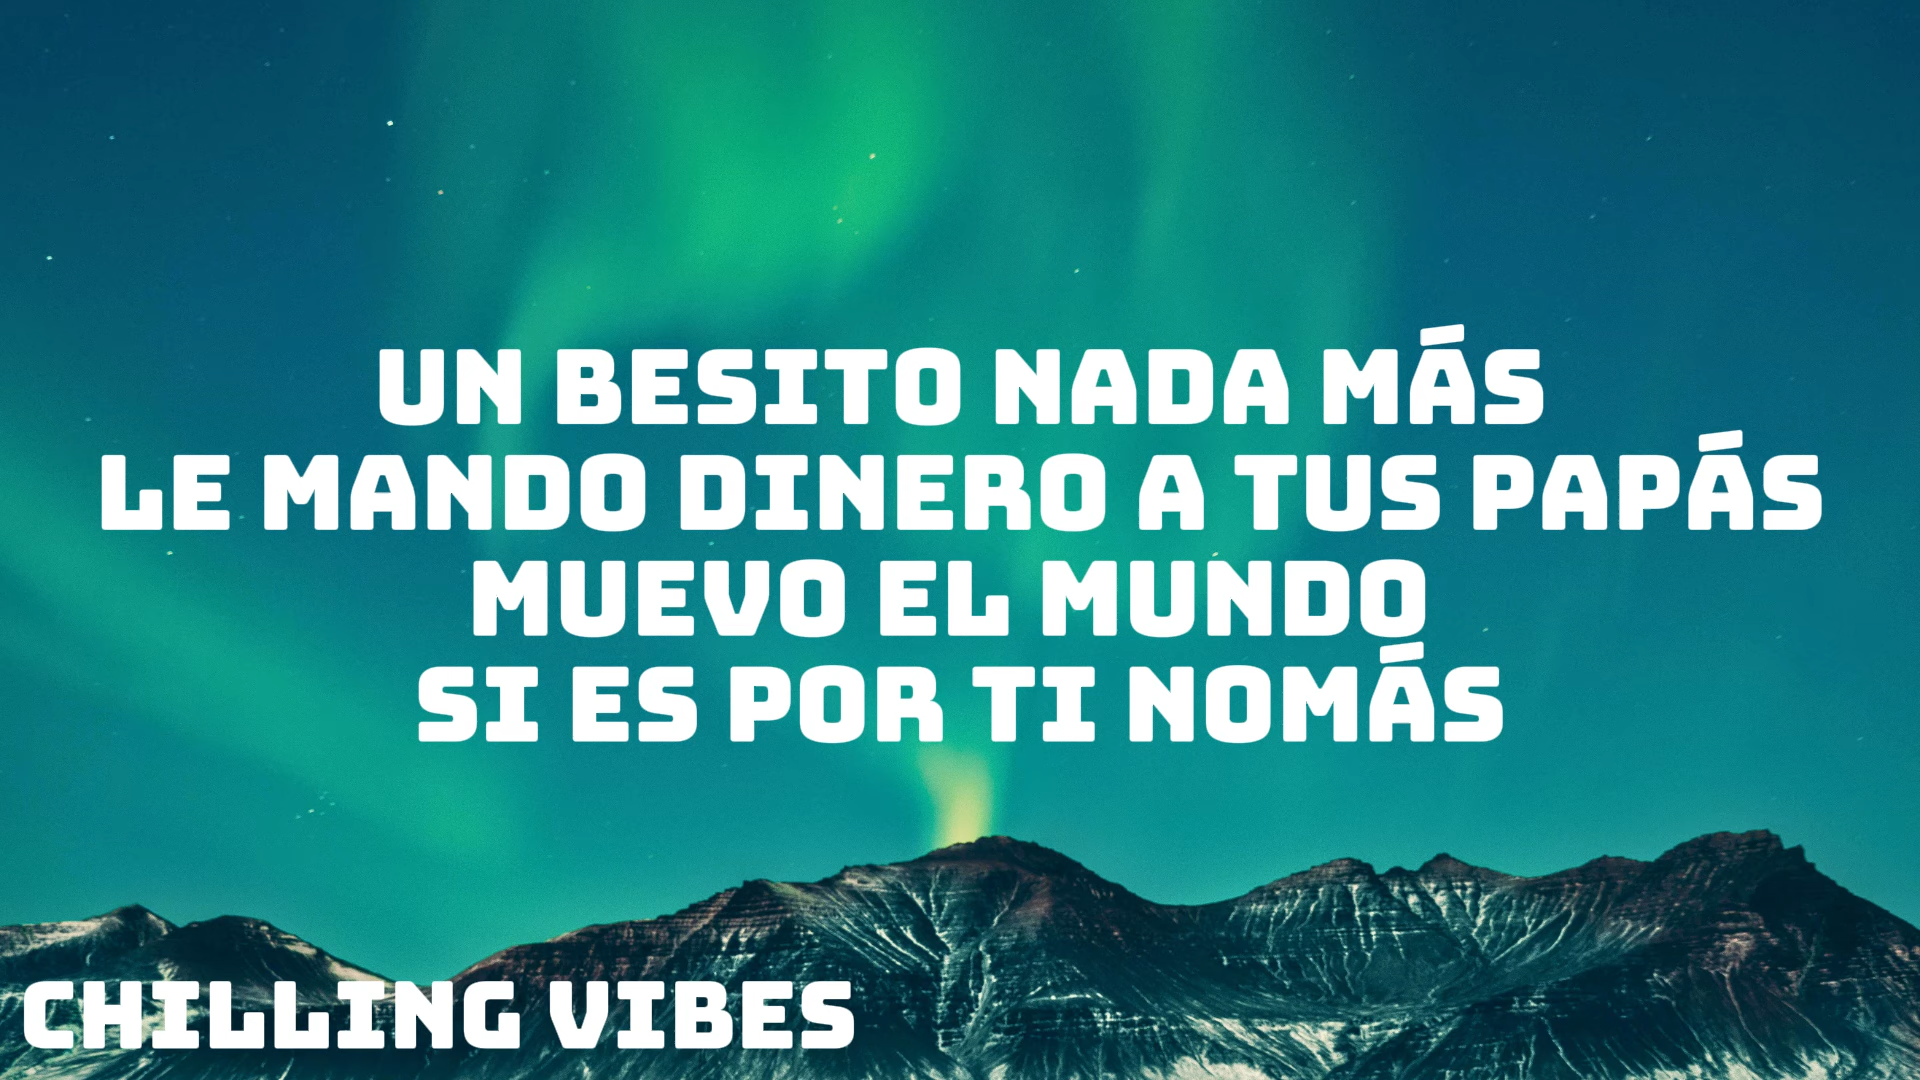 UN BESITO NADA MÁS
LE MANDO DINERO A TUS PAPÁS
MUEVO EL MUNDO
SI ES POR TI NOMÁS
CHILLING VIBES